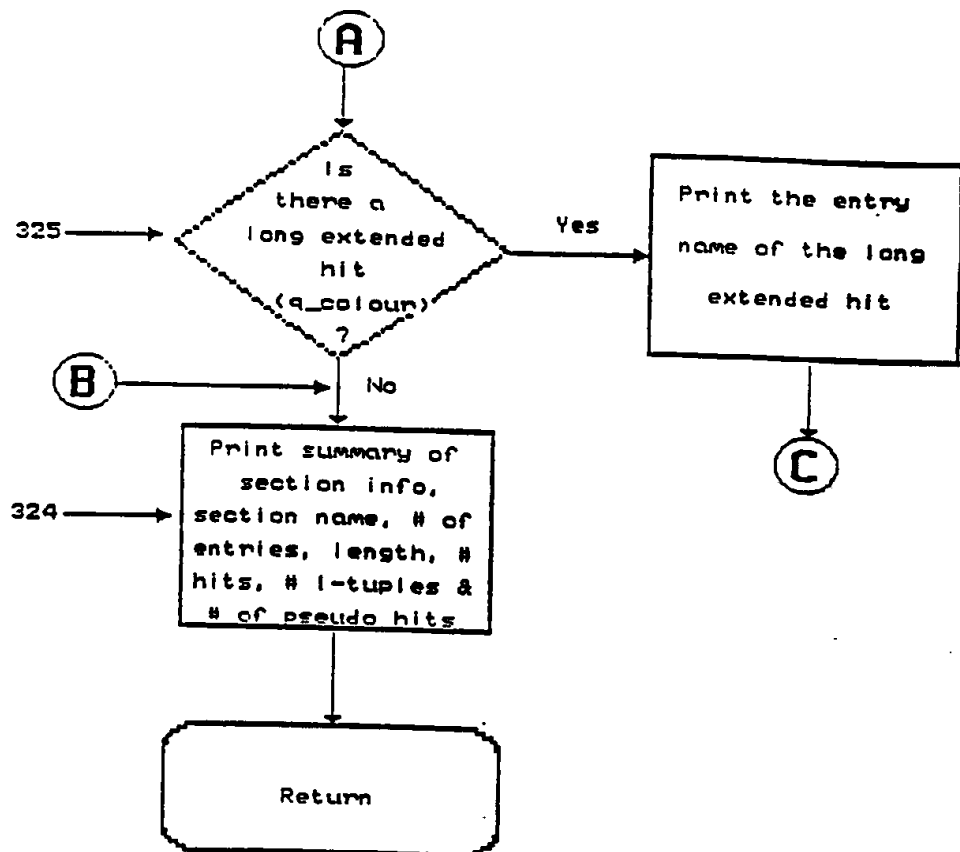 A
Is
there a
long extended
hit
(q_colour)
?
325
Yes
Print the entry
name of the long
extended hit
B
No
C
Print summary of
section info,
section name, # of
entries, length, #
hits, # l-tuples &
# of pseudo hits
324
Return